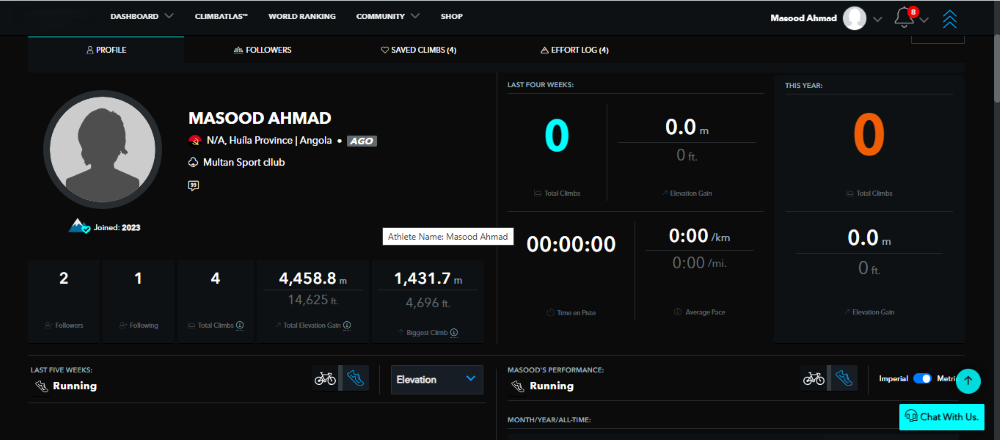 DASHBOARD CLIMBATLAS™ WORLD RANKING COMMUNITY SHOP Masood Ahmad 8
PROFILE FOLLOWERS SAVED CLIMBS (4) EFFORT LOG (4)
MASOOD AHMAD
N/A, Huíla Province | Angola • AGO
Multan Sport cllub
Joined: 2023
Athlete Name: Masood Ahmad
2
Followers
1
Following
4
Total Climbs
4,458.8 m
14,625 ft.
Total Elevation Gain
1,431.7 m
4,696 ft.
Biggest Climb
LAST FOUR WEEKS:
0
Total Climbs
0.0 m
0 ft.
Elevation Gain
00:00:00
Time on Piste
0:00 /km
0:00 /mi.
Average Pace
THIS YEAR:
0
Total Climbs
0.0 m
0 ft.
Elevation Gain
LAST FIVE WEEKS:
Running
Elevation
MASOOD'S PERFORMANCE:
Running
Imperial Metri
MONTH/YEAR/ALL-TIME:
Chat With Us.